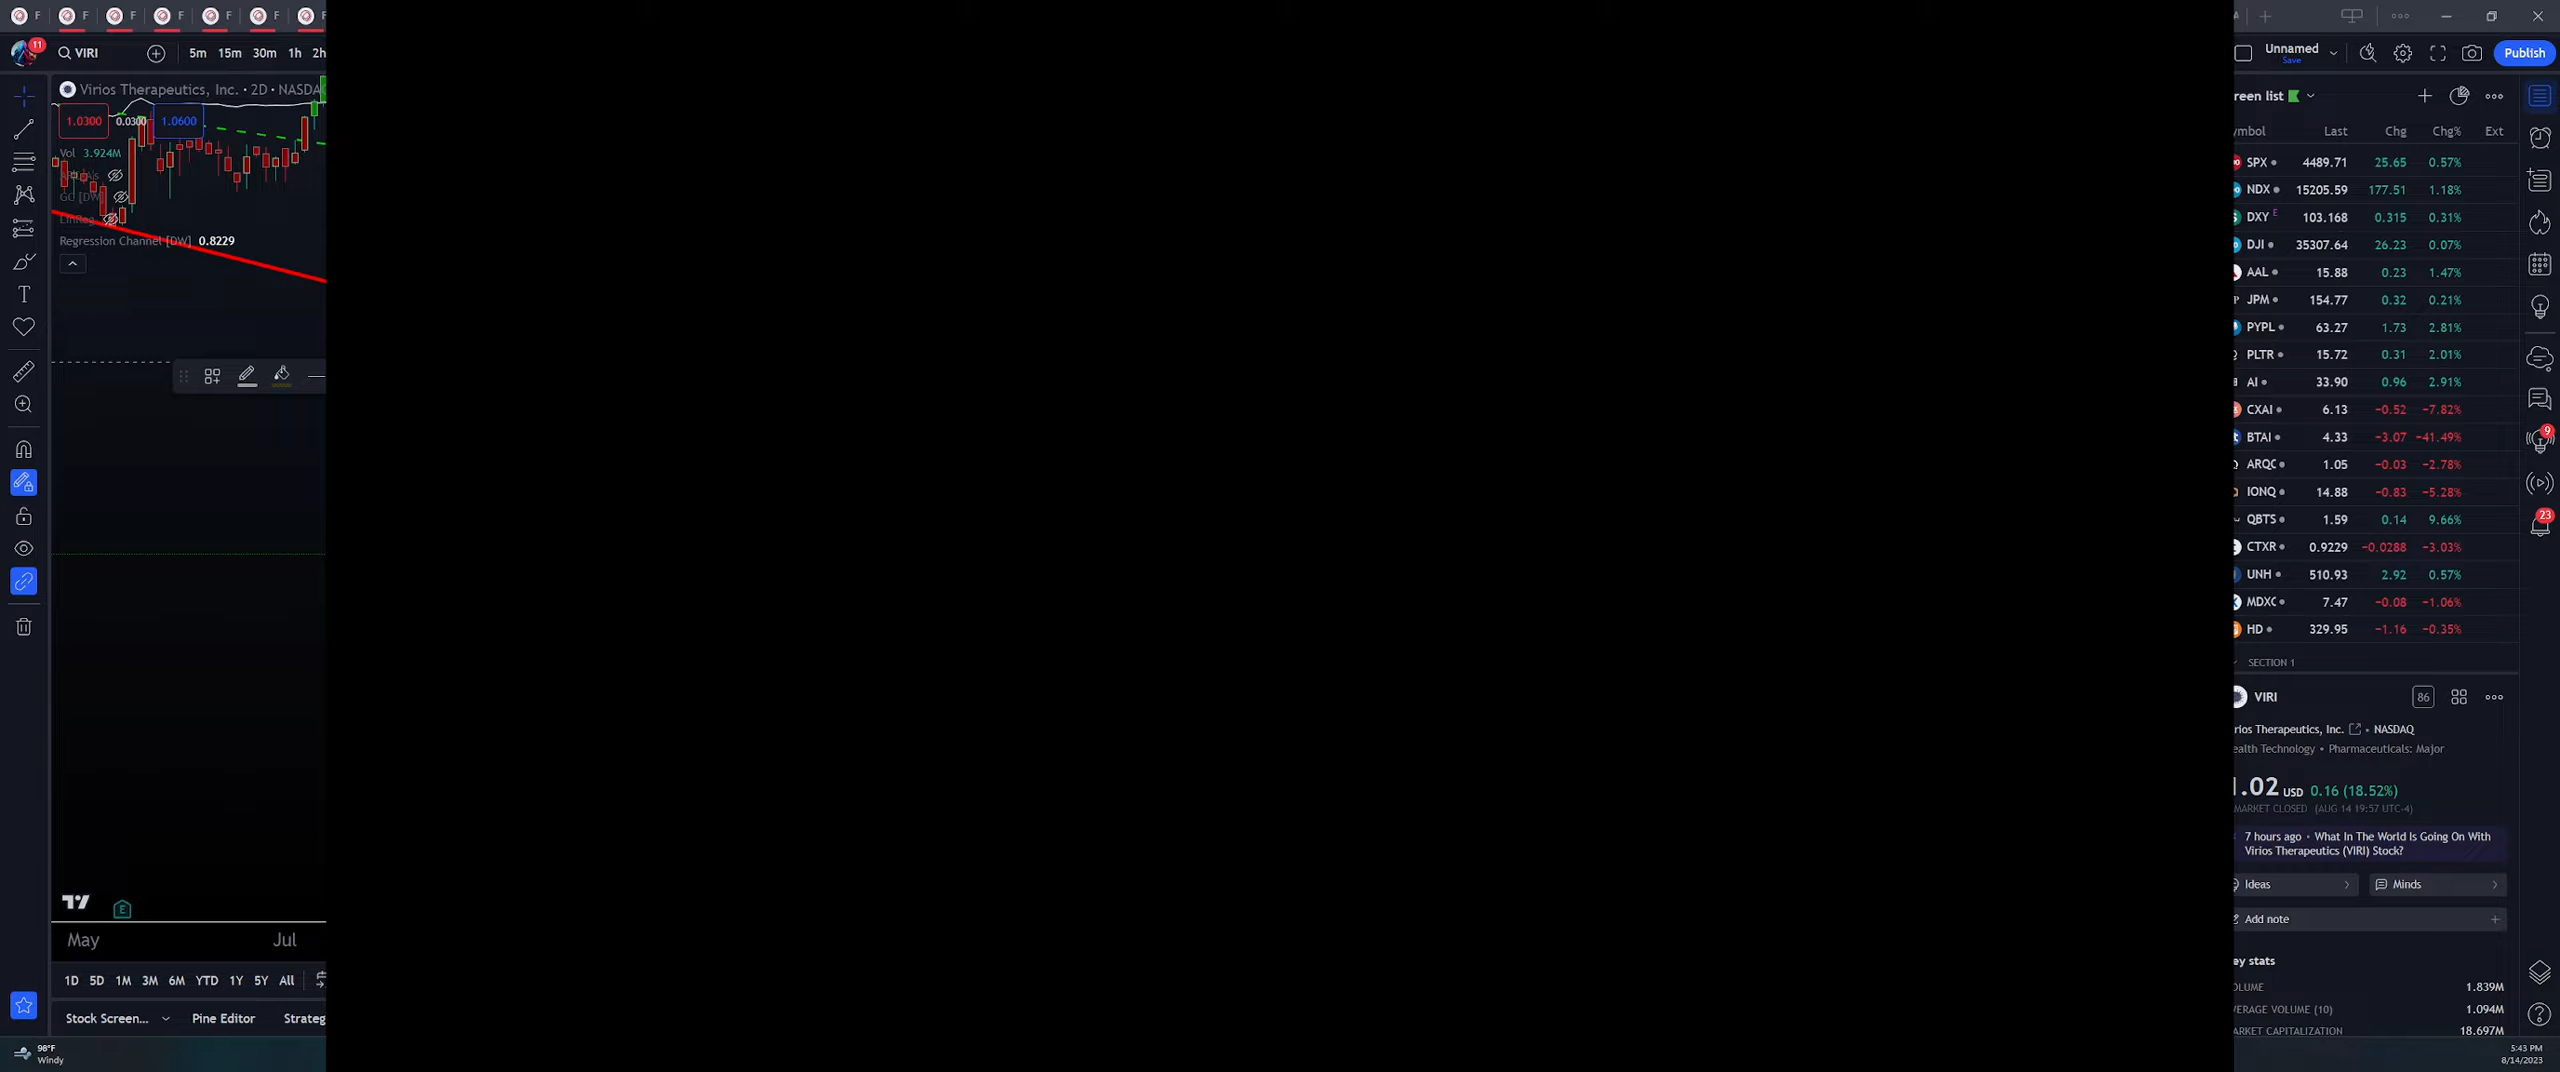 F F F F F F F
11 VIRI 5m 15m 30m 1h 2h
Unnamed
Save
Publish
Virios Therapeutics, Inc. · 2D · NASDA
1.0300 0.0300 1.0600
Vol 3.924M
GC [DW]
LinReg
Regression Channel [DW] 0.8229
May Jul
1D 5D 1M 3M 6M YTD 1Y 5Y All
Stock Screen... Pine Editor Strateg
98°F
Windy
reen list
ymbol Last Chg Chg% Ext
SPX 4489.71 25.65 0.57%
NDX 15205.59 177.51 1.18%
DXY E 103.168 0.315 0.31%
DJI 35307.64 26.23 0.07%
AAL 15.88 0.23 1.47%
JPM 154.77 0.32 0.21%
PYPL 63.27 1.73 2.81%
PLTR 15.72 0.31 2.01%
AI 33.90 0.96 2.91%
CXAI 6.13 −0.52 −7.82%
BTAI 4.33 −3.07 −41.49%
ARQC 1.05 −0.03 −2.78%
IONQ 14.88 −0.83 −5.28%
QBTS 1.59 0.14 9.66%
CTXR 0.9229 −0.0288 −3.03%
UNH 510.93 2.92 0.57%
MDXC 7.47 −0.08 −1.06%
HD 329.95 −1.16 −0.35%
SECTION 1
VIRI 86
rios Therapeutics, Inc. • NASDAQ
ealth Technology • Pharmaceuticals: Major
1.02 USD 0.16 (18.52%)
MARKET CLOSED (AUG 14 19:57 UTC-4)
7 hours ago • What In The World Is Going On With
Virios Therapeutics (VIRI) Stock?
Ideas Minds
Add note
ey stats
OLUME 1.839M
VERAGE VOLUME (10) 1.094M
ARKET CAPITALIZATION 18.697M
9
23
5:43 PM
8/14/2023